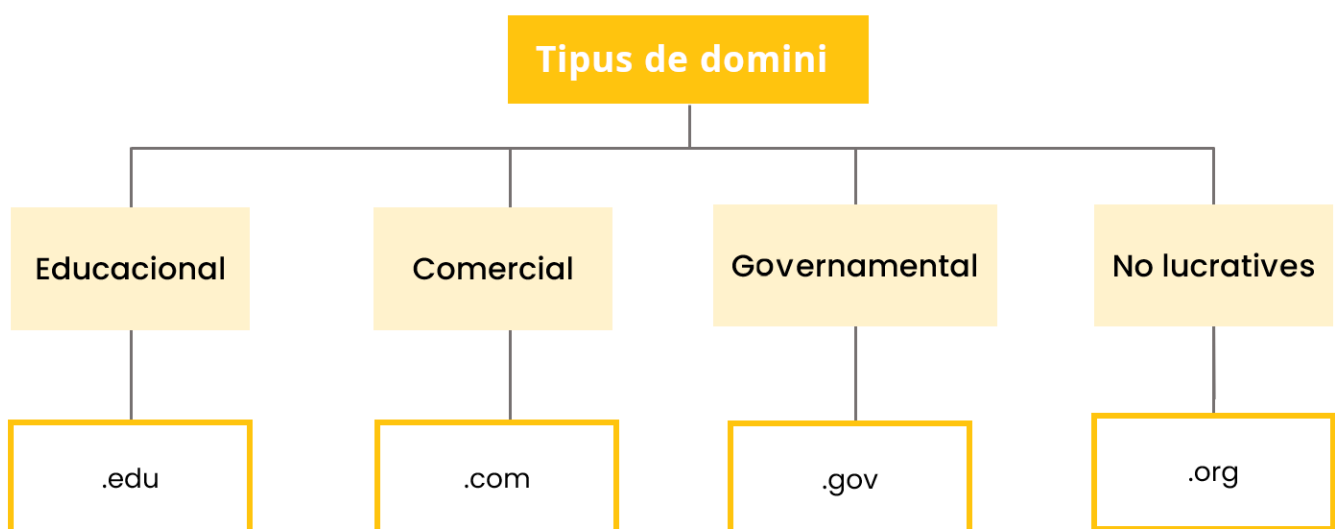 Tipus de domini
Educacional
Comercial
Governamental
No lucratives
.edu
.com
.gov
.org